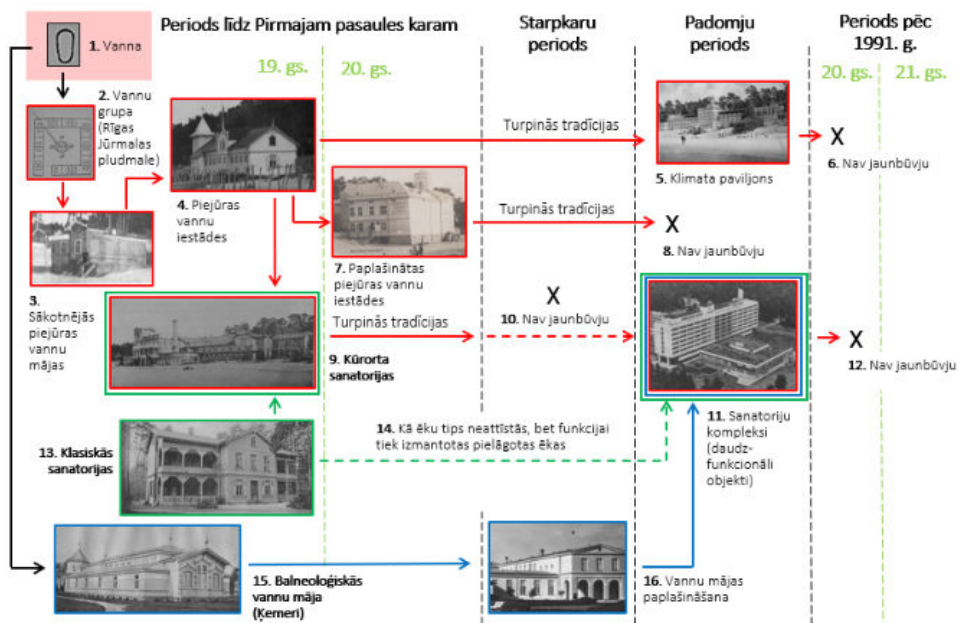 Periods līdz Pirmajam pasaules karam
Starpkaru
periods
Padomju
periods
Periods pēc
1991. g.
19. gs.
20. gs.
20. gs.
21. gs.
1. Vanna
2. Vannu
grupa
(Rīgas
Jūrmalas
pludmale)
3.
Sākotnējās
piejūras
vannu
mājas
4. Piejūras
vannu
iestādes
Turpinās tradīcijas
5. Klimata paviljons
X
6. Nav jaunbūvju
7. Paplašinātas
piejūras vannu
iestādes
Turpinās tradīcijas
X
8. Nav jaunbūvju
Turpinās tradīcijas
9. Kūrorta
sanatorijas
X
10. Nav jaunbūvju
11. Sanatoriju
kompleksi
(daudz-
funkcionāli
objekti)
X
12. Nav jaunbūvju
13. Klasiskās
sanatorijas
14. Kā ēku tips neattīstās, bet funkcijai
tiek izmantotas pielāgotas ēkas
15. Balneoloģiskās
vannu māja
(Ķemeri)
16. Vannu mājas
paplašināšana